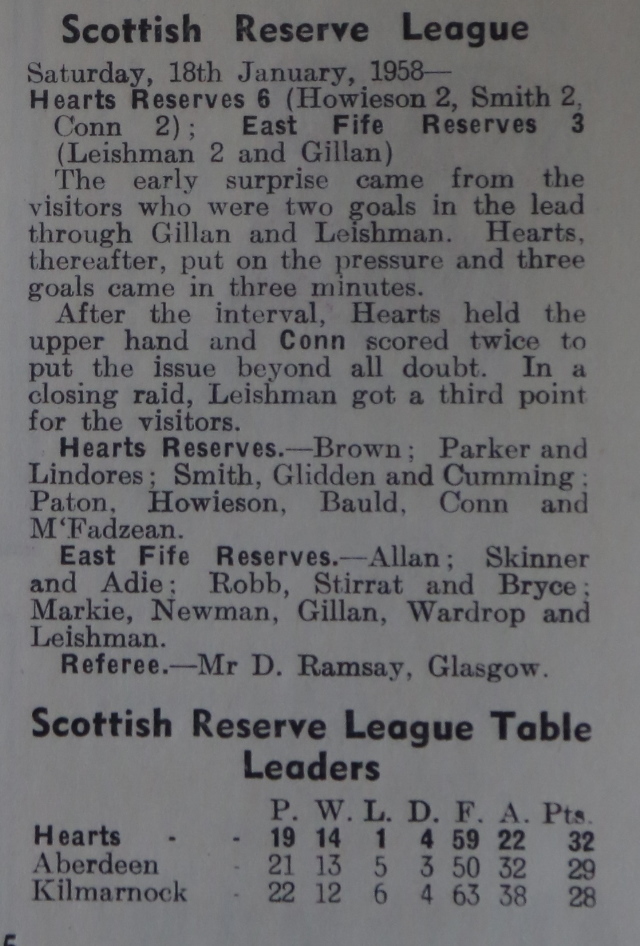 Scottish Reserve League
Saturday, 18th January, 1958—
Hearts Reserves 6 (Howieson 2, Smith 2,
Conn 2); East Fife Reserves 3
(Leishman 2 and Gillan)
The early surprise came from the
visitors who were two goals in the lead
through Gillan and Leishman. Hearts,
thereafter, put on the pressure and three
goals came in three minutes.
After the interval, Hearts held the
upper hand and Conn scored twice to
put the issue beyond all doubt. In a
closing raid, Leishman got a third point
for the visitors.
Hearts Reserves.—Brown; Parker and
Lindores; Smith, Glidden and Cumming;
Paton, Howieson, Bauld, Conn and
M‘Fadzean.
East Fife Reserves.—Allan; Skinner
and Adie; Robb, Stirrat and Bryce;
Markie, Newman, Gillan, Wardrop and
Leishman.
Referee.—Mr D. Ramsay, Glasgow.
Scottish Reserve League Table
Leaders
P. W. L. D. F. A. Pts.
Hearts - - 19 14 1 4 59 22 32
Aberdeen - 21 13 5 3 50 32 29
Kilmarnock - 22 12 6 4 63 38 28